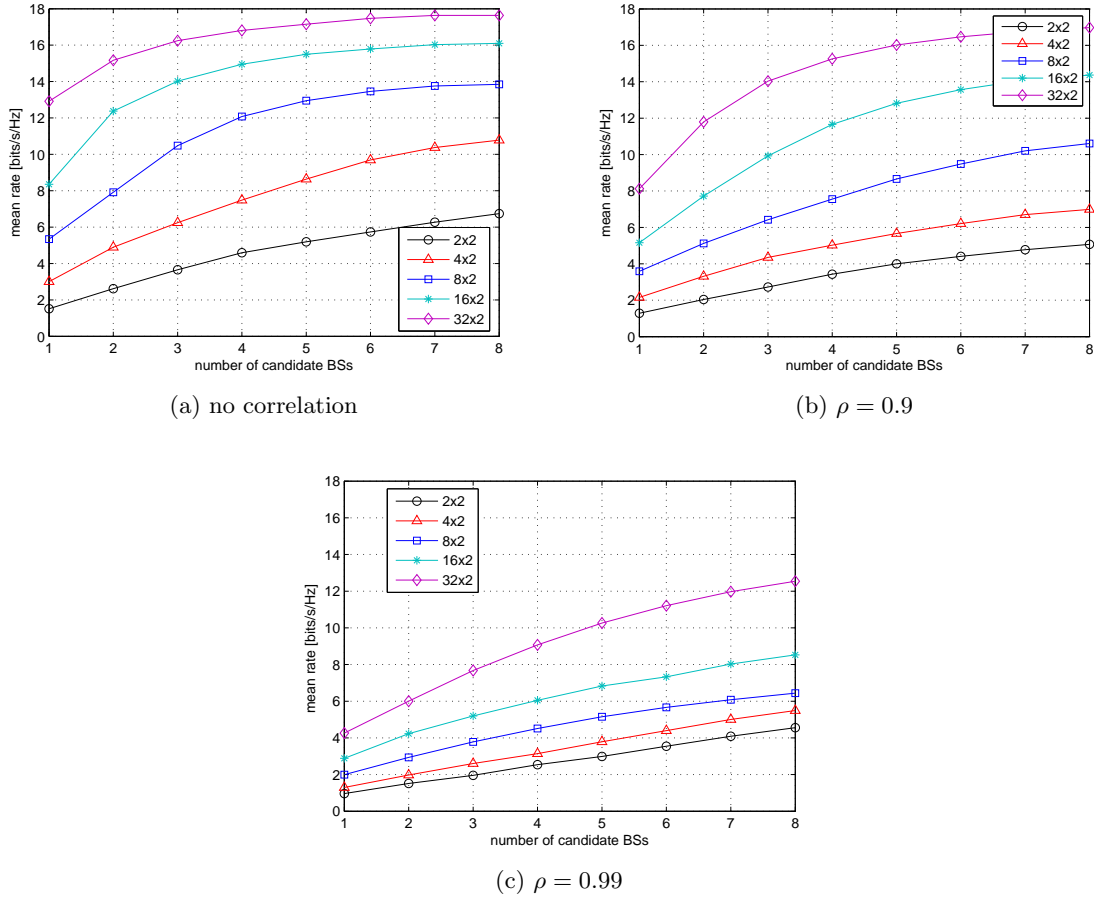 18
16
14
12
10
8
6
4
2
0
mean rate [bits/s/Hz]
1 2 3 4 5 6 7 8
number of candidate BSs
2x2
4x2
8x2
16x2
32x2
(a) no correlation
18
16
14
12
10
8
6
4
2
0
mean rate [bits/s/Hz]
1 2 3 4 5 6 7 8
number of candidate BSs
2x2
4x2
8x2
16x2
32x2
(b) ρ = 0.9
18
16
14
12
10
8
6
4
2
0
mean rate [bits/s/Hz]
1 2 3 4 5 6 7 8
number of candidate BSs
2x2
4x2
8x2
16x2
32x2
(c) ρ = 0.99